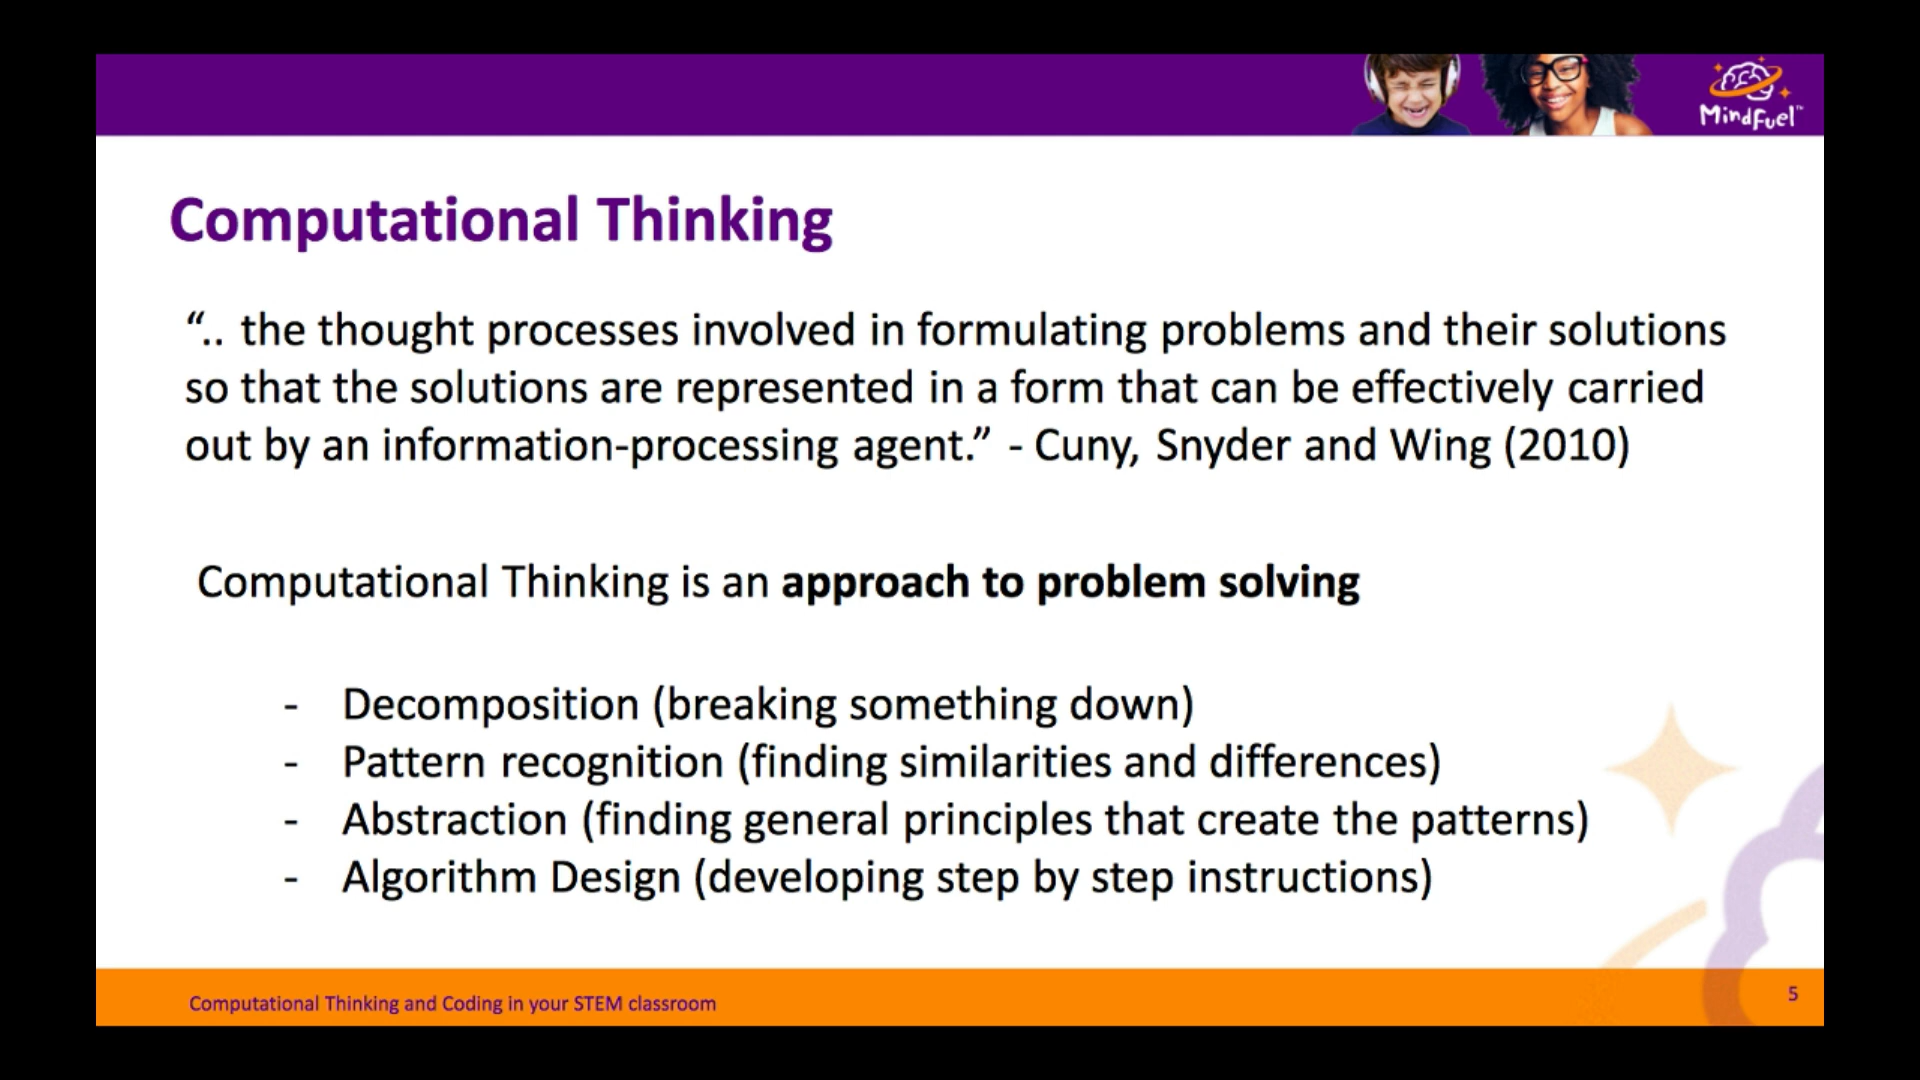 MindFuel™
Computational Thinking
“.. the thought processes involved in formulating problems and their solutions
so that the solutions are represented in a form that can be effectively carried
out by an information-processing agent.” - Cuny, Snyder and Wing (2010)
Computational Thinking is an approach to problem solving
- Decomposition (breaking something down)
- Pattern recognition (finding similarities and differences)
- Abstraction (finding general principles that create the patterns)
- Algorithm Design (developing step by step instructions)
Computational Thinking and Coding in your STEM classroom
5